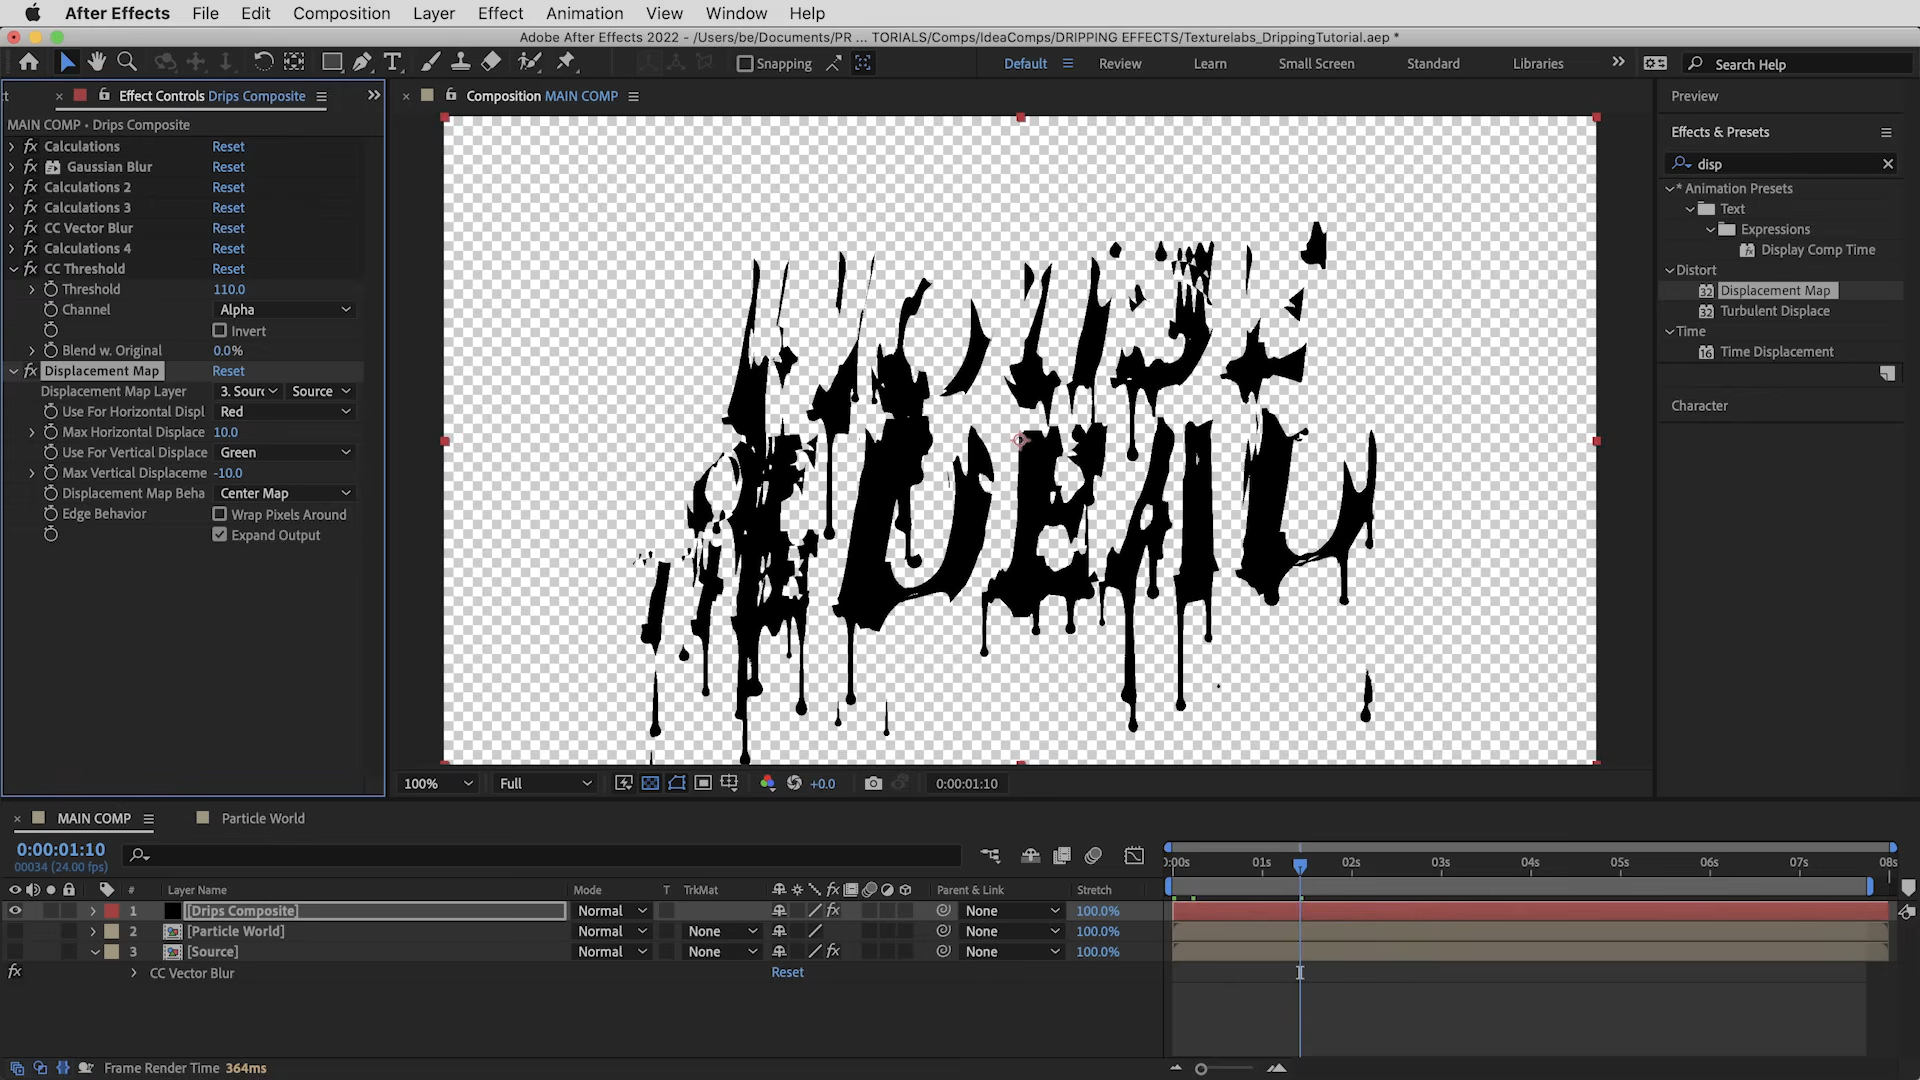 After Effects File Edit Composition Layer Effect Animation View Window Help
Adobe After Effects 2022 - /Users/be/Documents/PR ... TORIALS/Comps/IdeaComps/DRIPPING EFFECTS/Texturelabs_DrippingTutorial.aep *
Snapping Default Review Learn Small Screen Standard Libraries Search Help
Effect Controls Drips Composite
Composition MAIN COMP
Preview
MAIN COMP • Drips Composite
Effects & Presets
Calculations Reset
Gaussian Blur Reset
disp
Calculations 2 Reset
* Animation Presets
Calculations 3 Reset
Text
CC Vector Blur Reset
Expressions
Calculations 4 Reset
Display Comp Time
CC Threshold Reset
Distort
Threshold 110.0
Displacement Map
Channel Alpha
Turbulent Displace
Invert
Time
Blend w. Original 0.0%
Time Displacement
Displacement Map Reset
Displacement Map Layer 3. Sourc Source
Use For Horizontal Displ Red
Character
Max Horizontal Displace 10.0
Use For Vertical Displace Green
Max Vertical Displaceme -10.0
Displacement Map Beha Center Map
Edge Behavior Wrap Pixels Around
Expand Output
100% Full +0.0 0:00:01:10
MAIN COMP Particle World
0:00:01:10
00034 (24.00 fps)
:00s 01s 02s 03s 04s 05s 06s 07s 08s
# Layer Name Mode T TrkMat Parent & Link Stretch
1 [Drips Composite] Normal None 100.0%
2 [Particle World] Normal None None 100.0%
3 [Source] Normal None None 100.0%
fx CC Vector Blur Reset
Frame Render Time 364ms